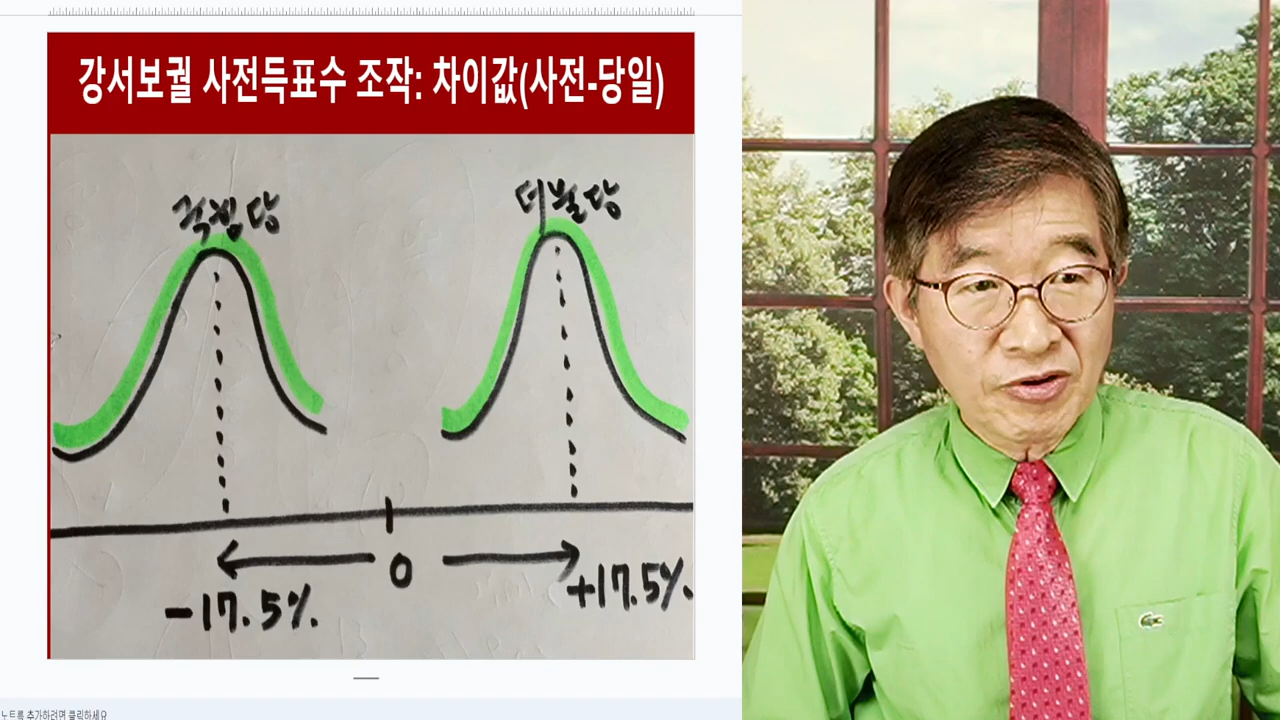 강서보궐 사전득표수 조작: 차이값(사전-당일)
국힘당
더불당
0
-17.5%
+17.5%.
노트를 추가하려면 클릭하세요